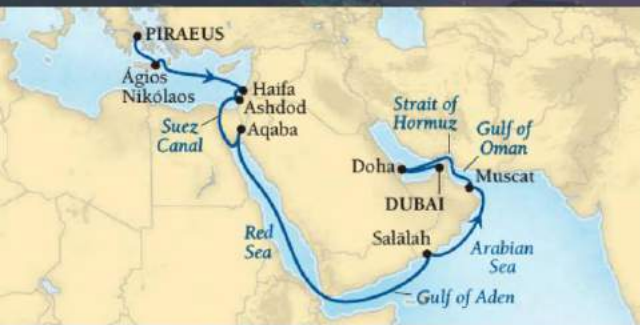 PIRAEUS
Ágios
Nikólaos
Haifa
Ashdod
Suez
Canal
Aqaba
Strait of
Hormuz
Gulf of
Oman
Doha
Muscat
DUBAI
Red
Sea
Salālah
Arabian
Sea
Gulf of Aden